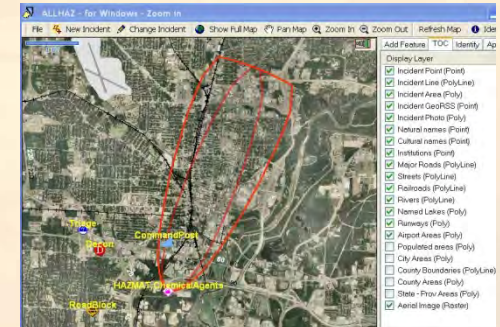 ALLHAZ - for Windows - Zoom In
File New Incident Change Incident Show Full Map Pan Map Zoom In Zoom Out Refresh Map
Add Feature TOC Identity
Display Layer
Incident Point (Point)
Incident Line (PolyLine)
Incident Area (Poly)
Incident GeoRSS (Point)
Incident Photo (Poly)
Natural names (Point)
Cultural names (Point)
Institutions (Point)
Major Roads (PolyLine)
Streets (PolyLine)
Railroads (PolyLine)
Rivers (PolyLine)
Named Lakes (Poly)
Runways (Poly)
Airport Areas (Poly)
Populated areas (Poly)
City Areas (Poly)
County Boundaries (PolyLine)
County Areas (Poly)
State - Prov Areas (Poly)
Aerial Image (Raster)
Triage
CommandPost
Decon
D
HAZMAT, ChemicalAgents
RoadBlock